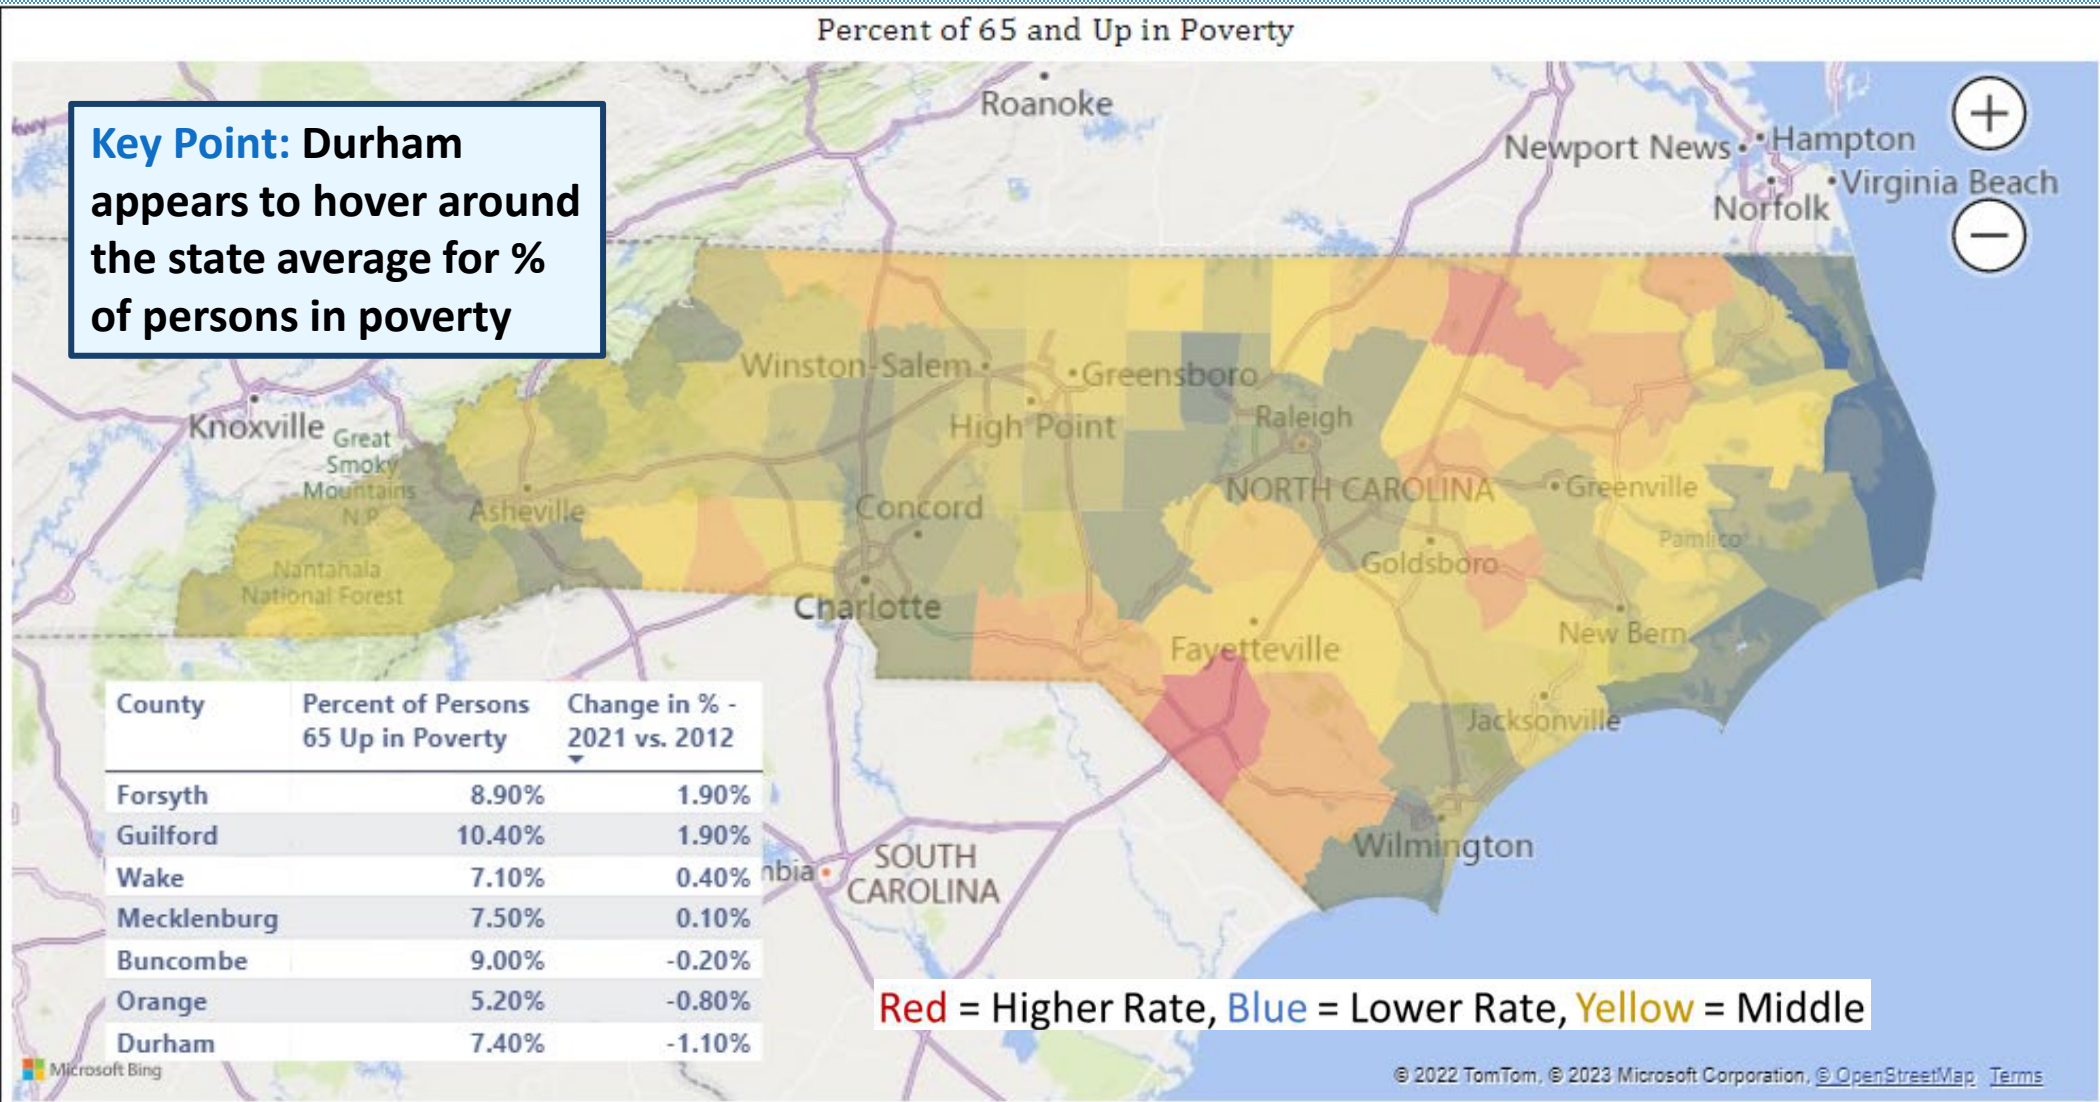 Percent of 65 and Up in Poverty
Key Point: Durham
appears to hover around
the state average for %
of persons in poverty
Roanoke
Newport News
Hampton
Virginia Beach
Norfolk
Knoxville
Great
Smoky
Mountains
N.P.
Asheville
Nantahala
National Forest
Winston-Salem
Greensboro
High Point
Raleigh
NORTH CAROLINA
Greenville
Concord
Pamlico
Goldsboro
Charlotte
New Bern
Fayetteville
Jacksonville
Wilmington
SOUTH
CAROLINA
nbia
County Percent of Persons 65 Up in Poverty Change in % - 2021 vs. 2012
Forsyth 8.90% 1.90%
Guilford 10.40% 1.90%
Wake 7.10% 0.40%
Mecklenburg 7.50% 0.10%
Buncombe 9.00% -0.20%
Orange 5.20% -0.80%
Durham 7.40% -1.10%
Red = Higher Rate, Blue = Lower Rate, Yellow = Middle
Microsoft Bing
© 2022 TomTom, © 2023 Microsoft Corporation, © OpenStreetMap Terms